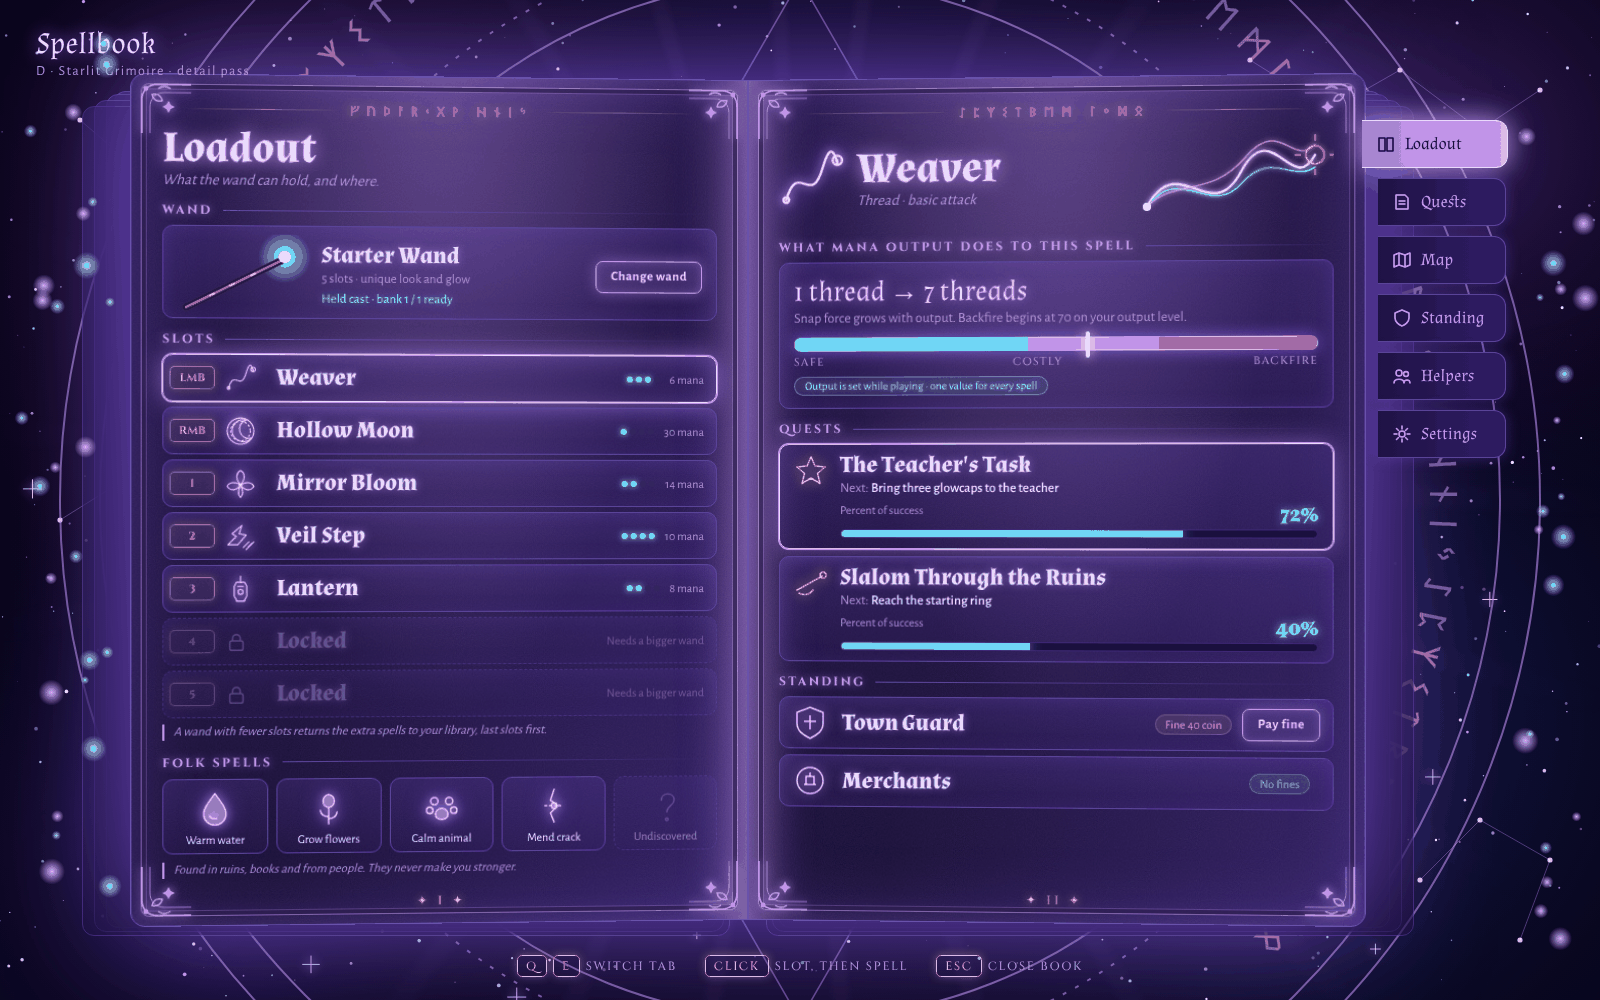 Spellbook
D · Starlit Grimoire · detail pass
Loadout
What the wand can hold, and where.
WAND
Starter Wand
5 slots · unique look and glow
Held cast · bank 1 / 1 ready
Change wand
SLOTS
LMB Weaver 6 mana
RMB Hollow Moon 30 mana
1 Mirror Bloom 14 mana
2 Veil Step 10 mana
3 Lantern 8 mana
4 Locked Needs a bigger wand
5 Locked Needs a bigger wand
A wand with fewer slots returns the extra spells to your library, last slots first.
FOLK SPELLS
Warm water
Grow flowers
Calm animal
Mend crack
?
Undiscovered
Found in ruins, books and from people. They never make you stronger.
I
Weaver
Thread · basic attack
WHAT MANA OUTPUT DOES TO THIS SPELL
1 thread → 7 threads
Snap force grows with output. Backfire begins at 70 on your output level.
SAFE COSTLY BACKFIRE
Output is set while playing · one value for every spell
QUESTS
The Teacher's Task
Next: Bring three glowcaps to the teacher
Percent of success 72%
Slalom Through the Ruins
Next: Reach the starting ring
Percent of success 40%
STANDING
Town Guard Fine 40 coin Pay fine
Merchants No fines
II
Loadout
Quests
Map
Standing
Helpers
Settings
Q E SWITCH TAB CLICK SLOT, THEN SPELL ESC CLOSE BOOK